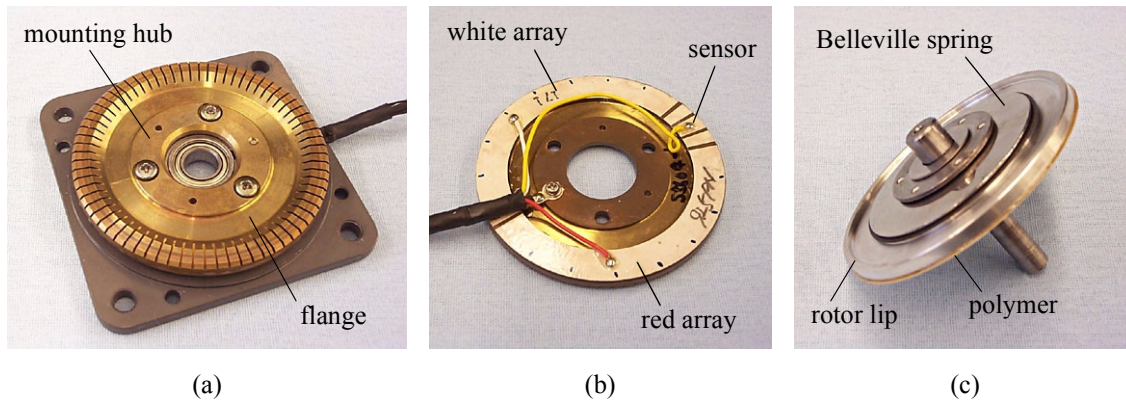 mounting hub
flange
white array
sensor
red array
Belleville spring
rotor lip
polymer
(a)
(b)
(c)